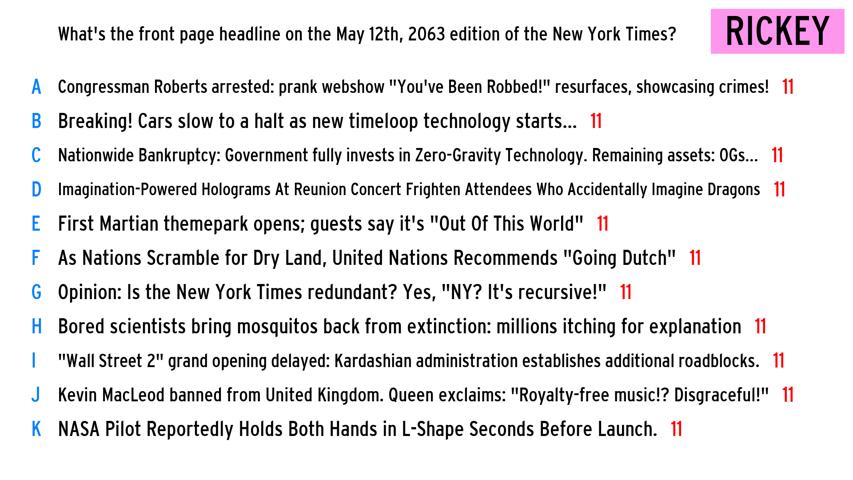 What's the front page headline on the May 12th, 2063 edition of the New York Times? RICKEY
A Congressman Roberts arrested: prank webshow "You've Been Robbed!" resurfaces, showcasing crimes! 11
B Breaking! Cars slow to a halt as new timeloop technology starts... 11
C Nationwide Bankruptcy: Government fully invests in Zero-Gravity Technology. Remaining assets: OGs... 11
D Imagination-Powered Holograms At Reunion Concert Frighten Attendees Who Accidentally Imagine Dragons 11
E First Martian themepark opens; guests say it's "Out Of This World" 11
F As Nations Scramble for Dry Land, United Nations Recommends "Going Dutch" 11
G Opinion: Is the New York Times redundant? Yes, "NY? It's recursive!" 11
H Bored scientists bring mosquitos back from extinction: millions itching for explanation 11
I "Wall Street 2" grand opening delayed: Kardashian administration establishes additional roadblocks. 11
J Kevin MacLeod banned from United Kingdom. Queen exclaims: "Royalty-free music!? Disgraceful!" 11
K NASA Pilot Reportedly Holds Both Hands in L-Shape Seconds Before Launch. 11